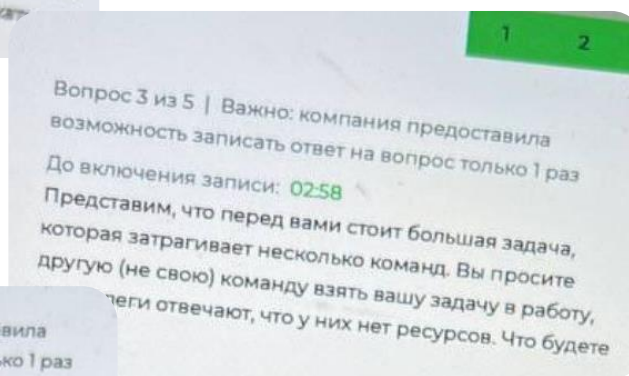 1 2
Вопрос 3 из 5 | Важно: компания предоставила
возможность записать ответ на вопрос только 1 раз
До включения записи: 02:58
Представим, что перед вами стоит большая задача,
которая затрагивает несколько команд. Вы просите
другую (не свою) команду взять вашу задачу в работу,
отвечают, что у них нет ресурсов. Что будете
вила
ко 1 раз